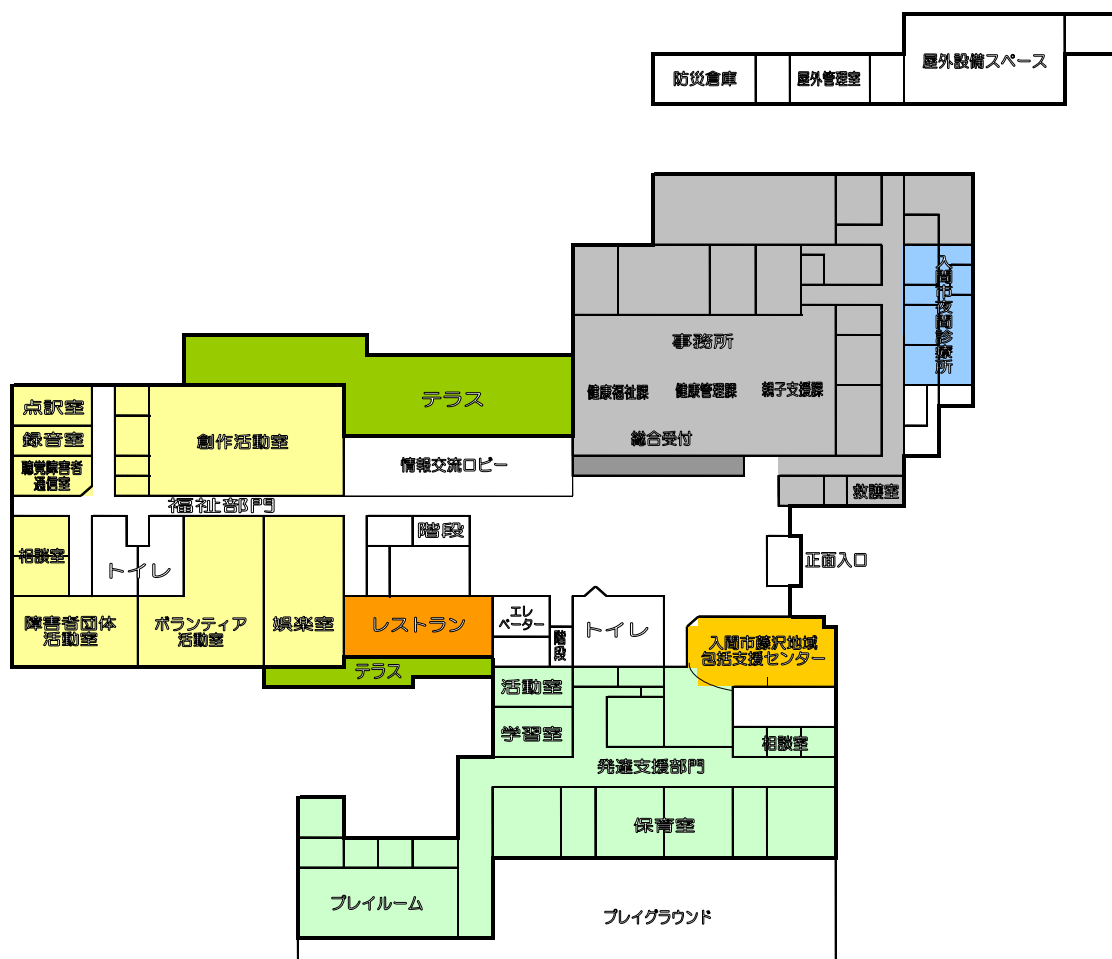 屋外設備スペース
防災倉庫
屋外管理室
入間市夜間診療所
事務所
健康福祉課
健康管理課
親子支援課
総合受付
テラス
点訳室
録音室
聴覚障害者
通信室
創作活動室
情報交流ロビー
救護室
福祉部門
階段
相談室
トイレ
正面入口
障害者団体
活動室
ボランティア
活動室
娯楽室
レストラン
エレ
ベーター
階段
トイレ
入間市藤沢地域
包括支援センター
テラス
活動室
学習室
相談室
発達支援部門
保育室
プレイルーム
プレイグラウンド